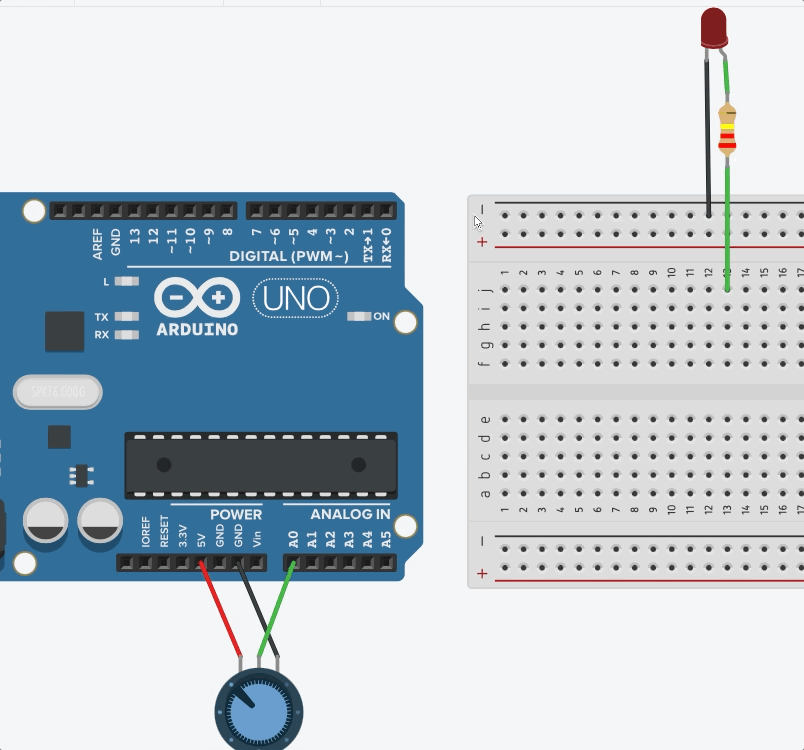 AREF
GND
13
12
~11
~10
~9
8
7
~6
~5
4
~3
2
TX→1
RX←0
DIGITAL (PWM~)
L
TX
RX
UNO
ARDUINO
ON
POWER
ANALOG IN
IOREF
RESET
3.3V
5V
GND
GND
Vin
A0
A1
A2
A3
A4
A5
−
+
1 2 3 4 5 6 7 8 9 10 11 12 13 14 15 16 17
j
i
h
g
f
e
d
c
b
a
1 2 3 4 5 6 7 8 9 10 11 12 13 14 15 16 17
−
+